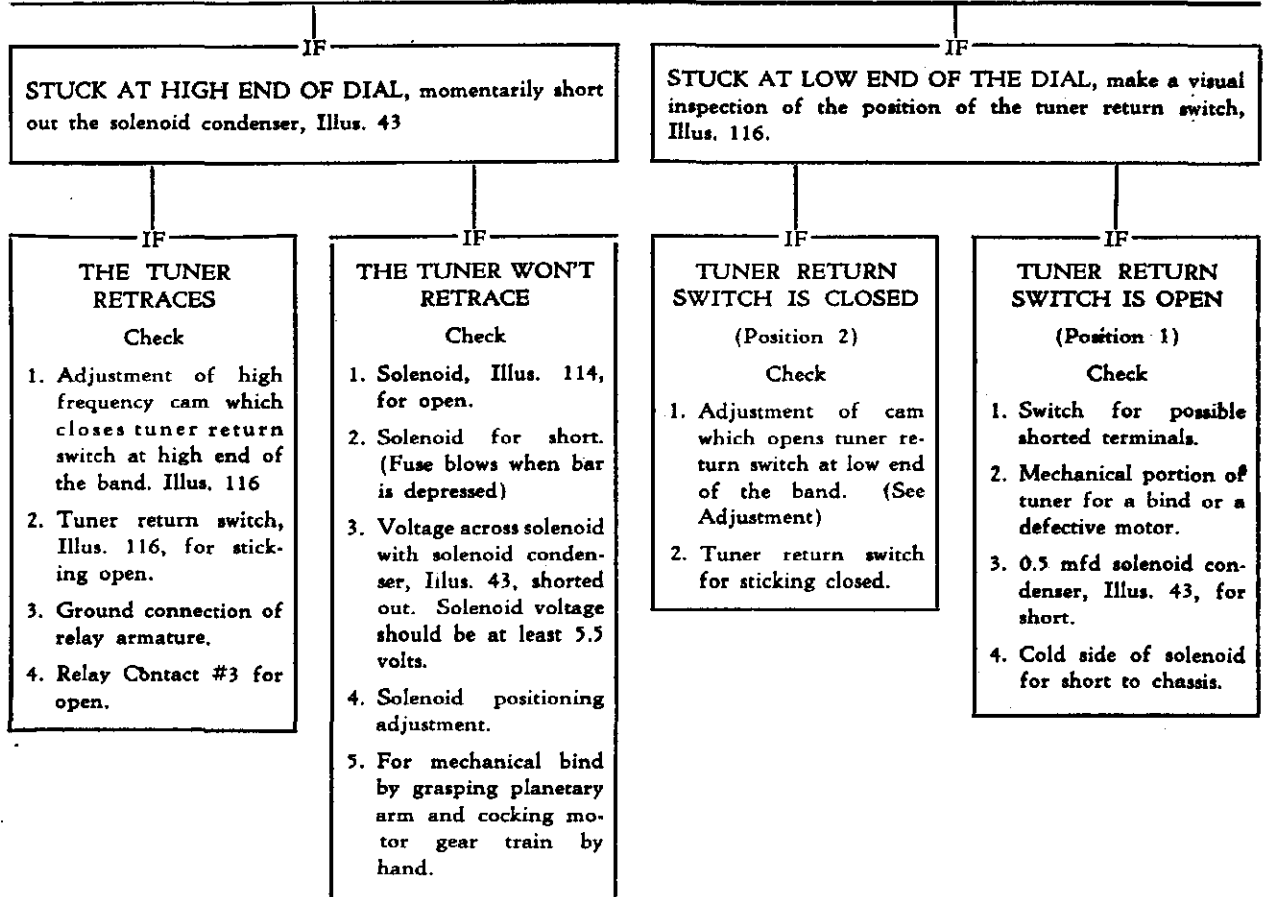 IF
STUCK AT HIGH END OF DIAL, momentarily short
out the solenoid condenser, Illus. 43
IF
STUCK AT LOW END OF THE DIAL, make a visual
inspection of the position of the tuner return switch,
Illus. 116.
IF
THE TUNER
RETRACES
Check
1. Adjustment of high
frequency cam which
closes tuner return
switch at high end of
the band. Illus. 116
2. Tuner return switch,
Illus. 116, for stick-
ing open.
3. Ground connection of
relay armature.
4. Relay Contact #3 for
open.
IF
THE TUNER WON'T
RETRACE
Check
1. Solenoid, Illus. 114,
for open.
2. Solenoid for short.
(Fuse blows when bar
is depressed)
3. Voltage across solenoid
with solenoid conden-
ser, Illus. 43, shorted
out. Solenoid voltage
should be at least 5.5
volts.
4. Solenoid positioning
adjustment.
5. For mechanical bind
by grasping planetary
arm and cocking mo-
tor gear train by
hand.
IF
TUNER RETURN
SWITCH IS CLOSED
(Position 2)
Check
1. Adjustment of cam
which opens tuner re-
turn switch at low end
of the band. (See
Adjustment)
2. Tuner return switch
for sticking closed.
IF
TUNER RETURN
SWITCH IS OPEN
(Position 1)
Check
1. Switch for possible
shorted terminals.
2. Mechanical portion of
tuner for a bind or a
defective motor.
3. 0.5 mfd solenoid con-
denser, Illus. 43, for
short.
4. Cold side of solenoid
for short to chassis.